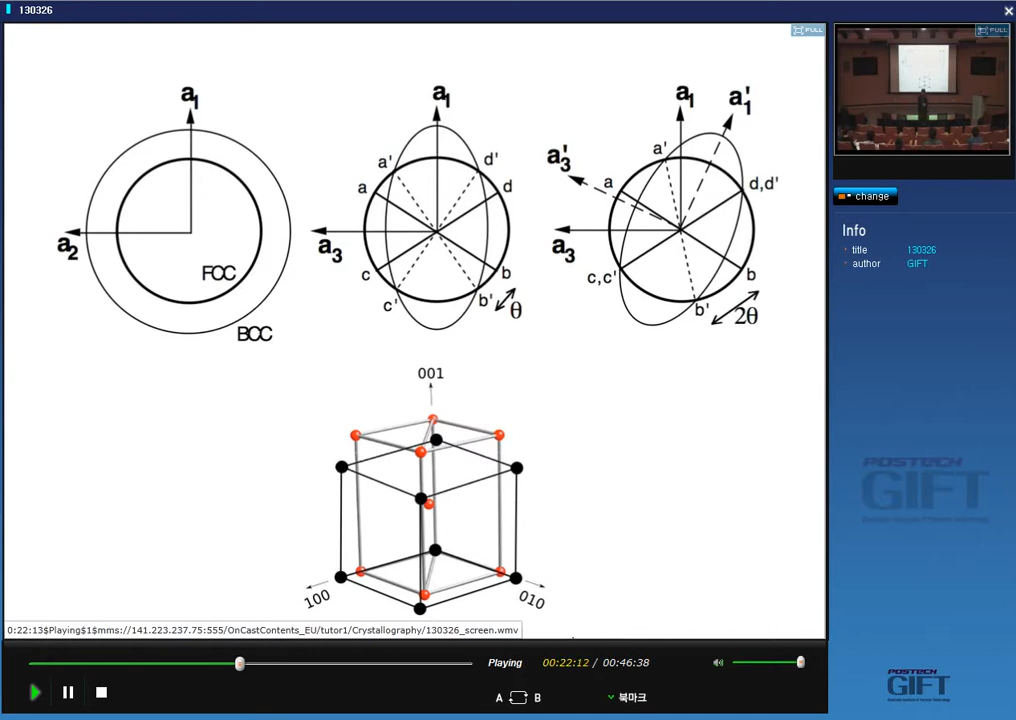 130326
FULL
FULL
a1
a2
FCC
BCC
a1
a3
a'
d'
a
d
c
b
c'
b'
θ
a1
a'1
a'3
a3
a'
a
d,d'
c,c'
b
b'
2θ
001
100
010
change
Info
title 130326
author GIFT
POSTECH
GIFT
0:22:13$Playing$1$mms://141.223.237.75:555/OnCastContents_EU/tutor1/Crystallography/130326_screen.wmv
Playing 00:22:12 / 00:46:38
A B 북마크
POSTECH
GIFT